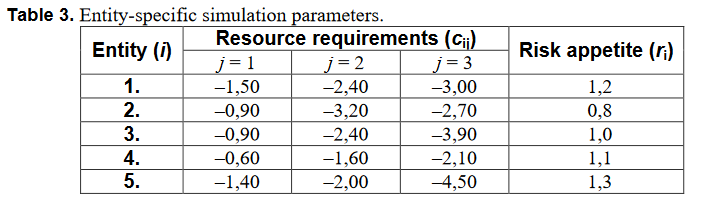 Table 3. Entity-specific simulation parameters.
Entity (i) Resource requirements (cᵢⱼ) Risk appetite (rᵢ)
j = 1 j = 2 j = 3
1. –1,50 –2,40 –3,00 1,2
2. –0,90 –3,20 –2,70 0,8
3. –0,90 –2,40 –3,90 1,0
4. –0,60 –1,60 –2,10 1,1
5. –1,40 –2,00 –4,50 1,3